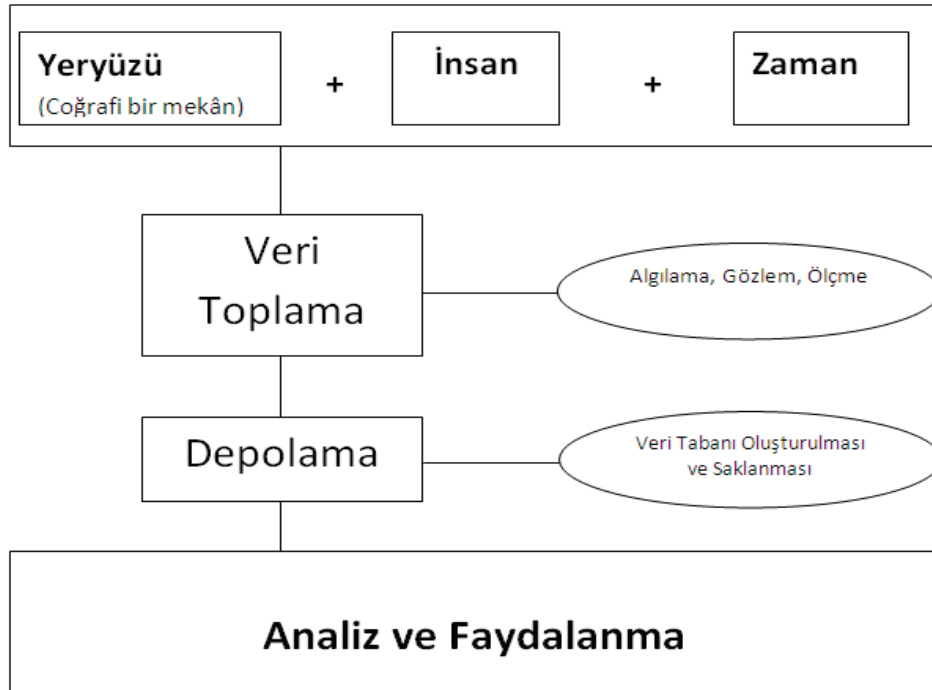 Yeryüzü
(Coğrafi bir mekân)
+
İnsan
+
Zaman
Veri
Toplama
Algılama, Gözlem, Ölçme
Depolama
Veri Tabanı Oluşturulması
ve Saklanması
Analiz ve Faydalanma